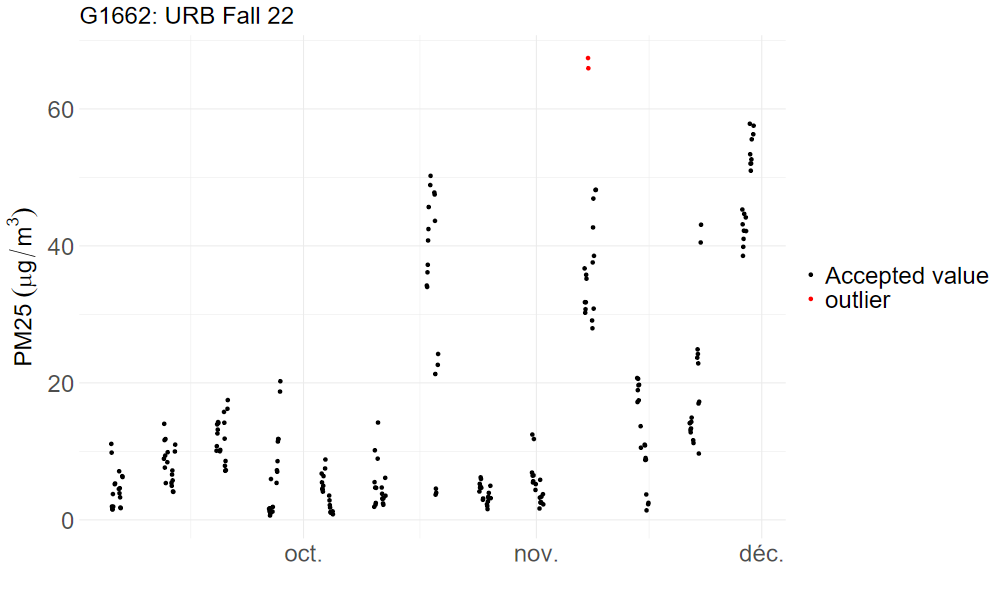 G1662: URB Fall 22
PM25 (μg/m³)
60
40
20
0
oct.
nov.
déc.
Accepted value
outlier